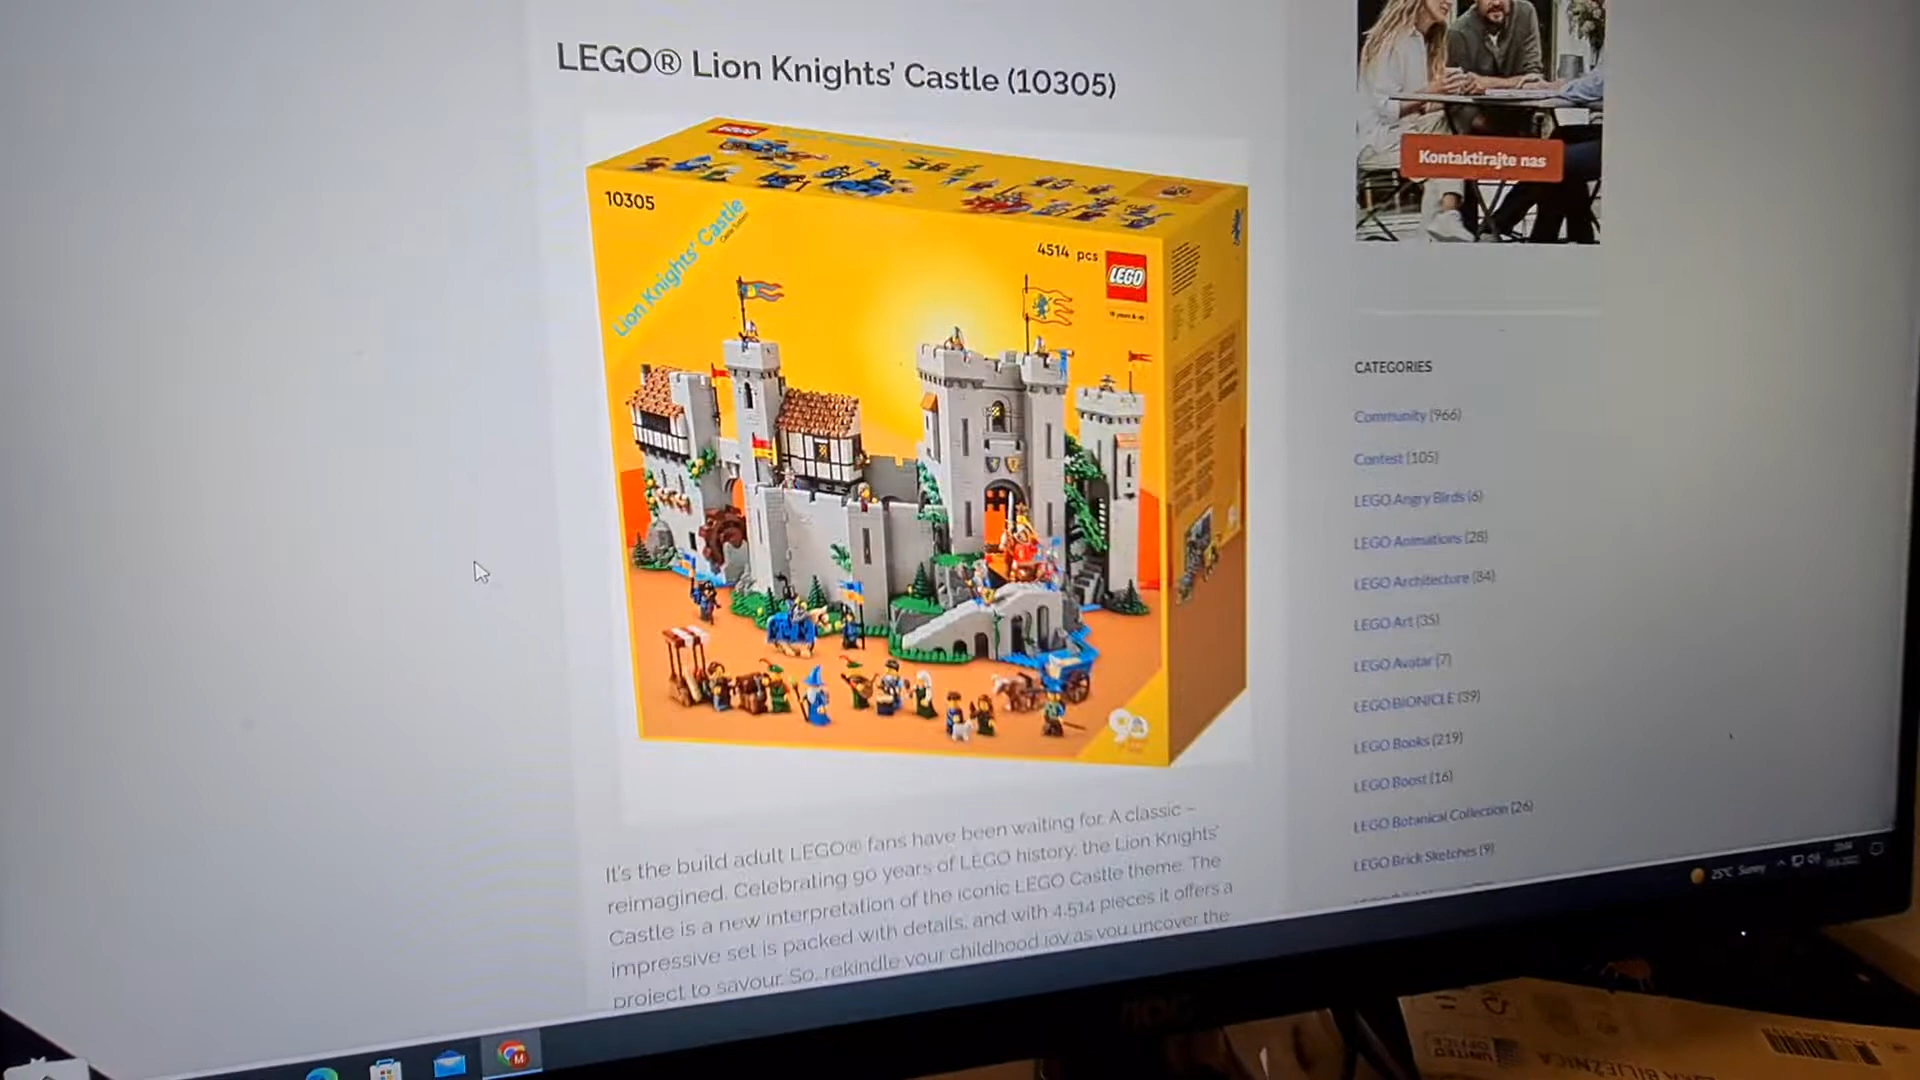 LEGO® Lion Knights' Castle (10305)
10305
Lion Knights' Castle
4514 pcs
LEGO
Kontaktirajte nas
CATEGORIES
Community (966)
Contest (105)
LEGO Angry Birds (6)
LEGO Animations (28)
LEGO Architecture (84)
LEGO Art (35)
LEGO Avatar (7)
LEGO BIONICLE (39)
LEGO Books (219)
LEGO Boost (16)
LEGO Botanical Collection (26)
LEGO Brick Sketches (9)
It's the build adult LEGO® fans have been waiting for. A classic –
reimagined. Celebrating 90 years of LEGO history, the Lion Knights'
Castle is a new interpretation of the iconic LEGO Castle theme. The
impressive set is packed with details, and with 4,514 pieces it offers a
project to savour. So, rekindle your childhood joy as you uncover the
25°C Sunny
AOC
UNITED OFFICE